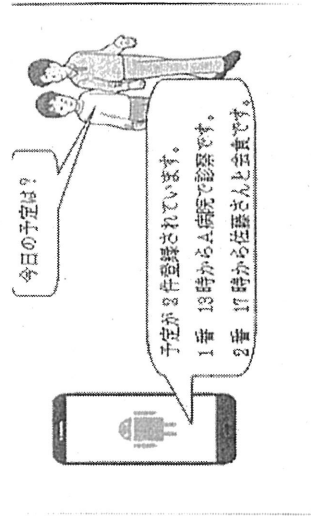 今日の予定は？
予定が2件登録されています。
1番 13時からA病院で診察です。
2番 17時から佐藤さんと会食です。